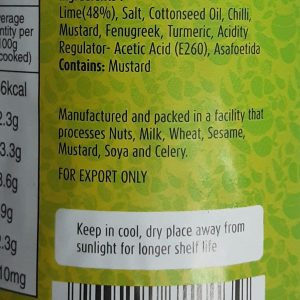 verage
ntity per
100g
cooked)
6kcal
2.3g
3.3g
3.6g
9g
2.3g
10mg
Lime(48%), Salt, Cottonseed Oil, Chilli,
Mustard, Fenugreek, Turmeric, Acidity
Regulator- Acetic Acid (E260), Asafoetida
Contains: Mustard
Manufactured and packed in a facility that
processes Nuts, Milk, Wheat, Sesame,
Mustard, Soya and Celery.
FOR EXPORT ONLY
Keep in cool, dry place away from
sunlight for longer shelf life